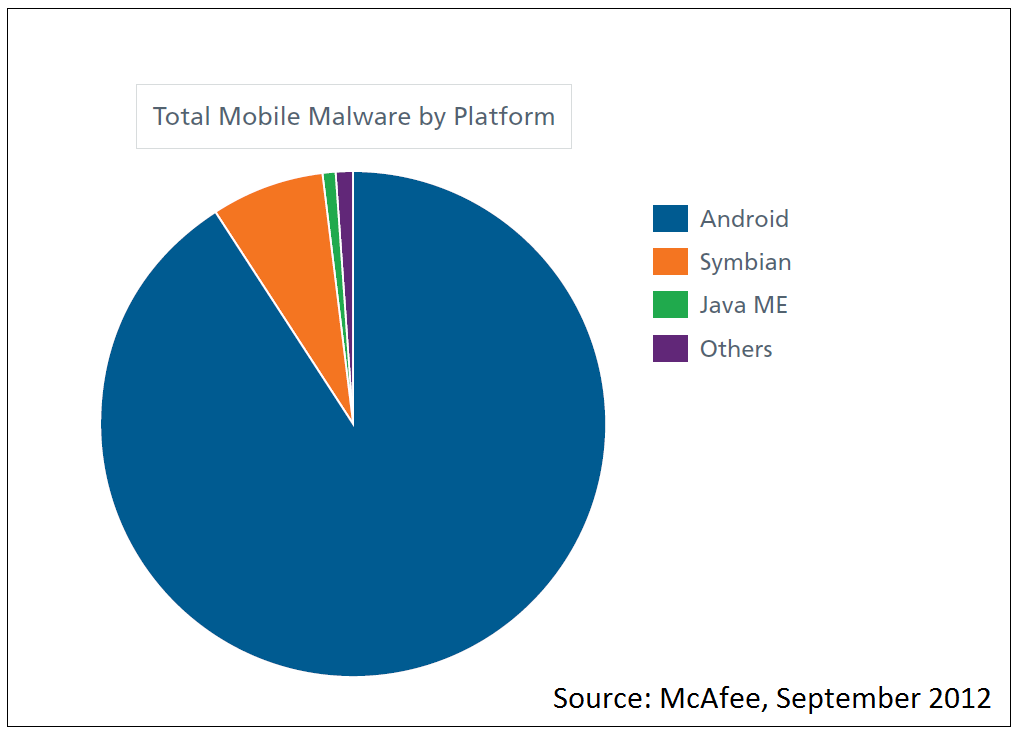 Total Mobile Malware by Platform
Android
Symbian
Java ME
Others
Source: McAfee, September 2012